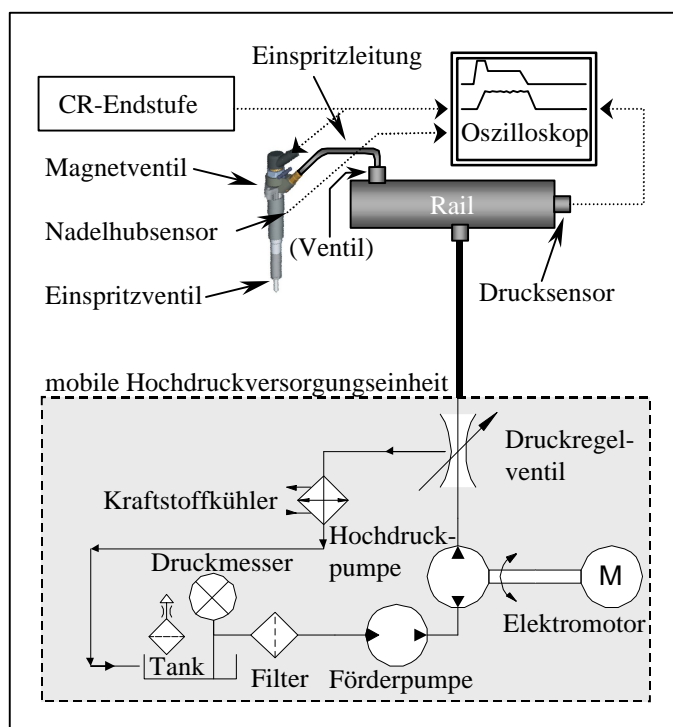 Einspritzleitung
CR-Endstufe
Oszilloskop
Magnetventil
Rail
Nadelhubsensor
(Ventil)
Drucksensor
Einspritzventil
mobile Hochdruckversorgungseinheit
Druckregel-
ventil
Kraftstoffkühler
Hochdruck-
pumpe
Druckmesser
M
Elektromotor
Tank
Filter
Förderpumpe